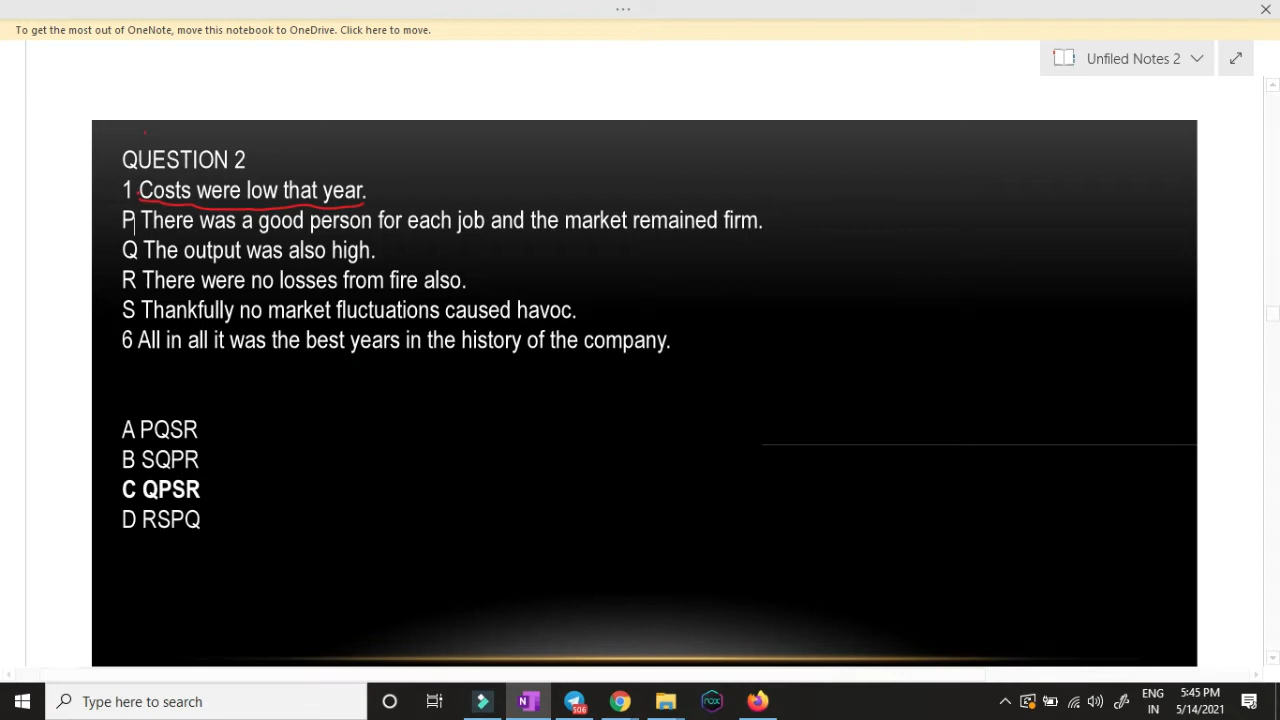 To get the most out of OneNote, move this notebook to OneDrive. Click here to move.
Unfiled Notes 2
QUESTION 2
1 Costs were low that year.
P There was a good person for each job and the market remained firm.
Q The output was also high.
R There were no losses from fire also.
S Thankfully no market fluctuations caused havoc.
6 All in all it was the best years in the history of the company.
A PQSR
B SQPR
C QPSR
D RSPQ
Type here to search
N
506
nox
ENG
IN
5:45 PM
5/14/2021